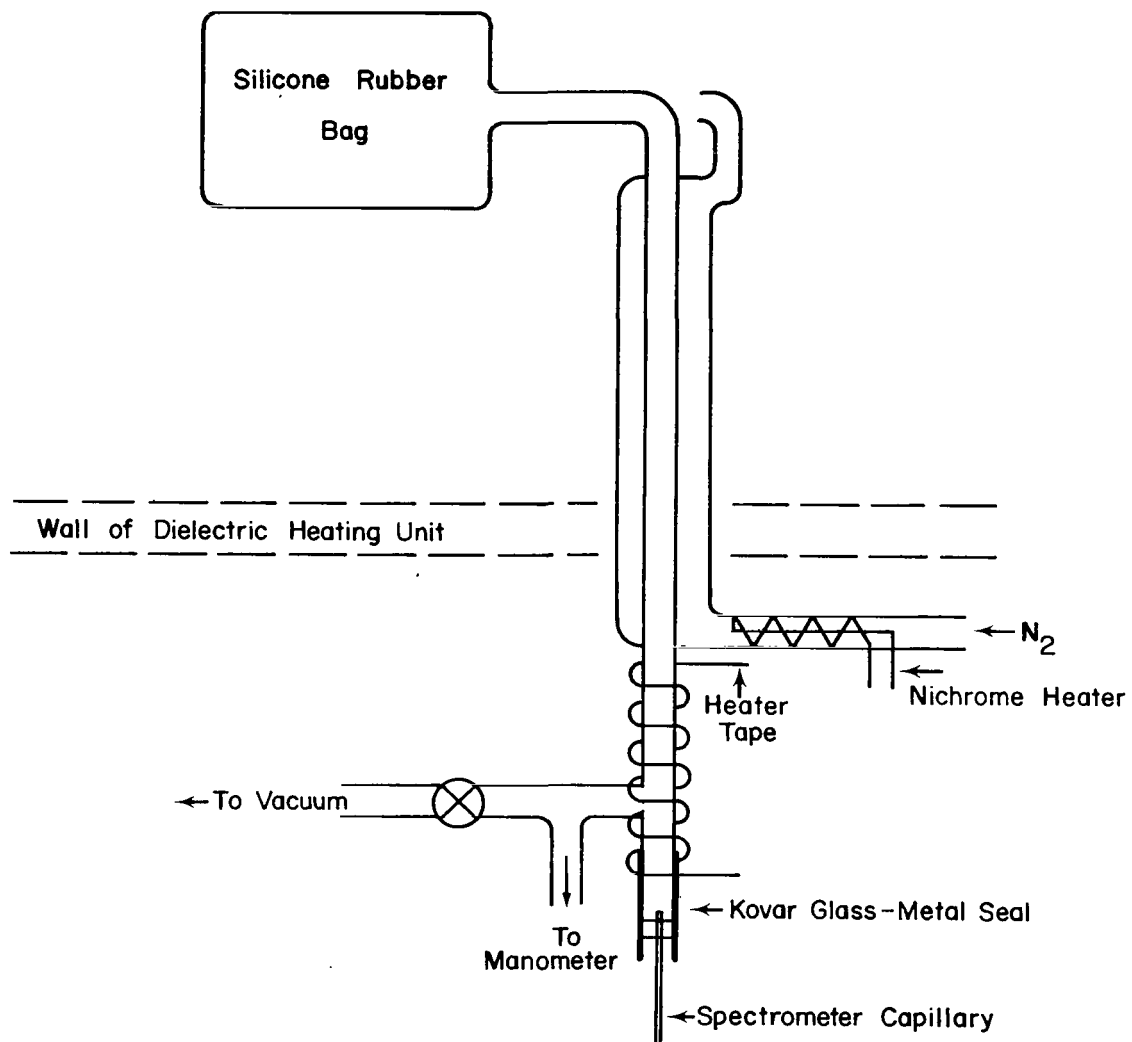 Silicone Rubber
Bag
Wall of Dielectric Heating Unit
N2
Nichrome Heater
Heater
Tape
To Vacuum
Kovar Glass-Metal Seal
To
Manometer
Spectrometer Capillary